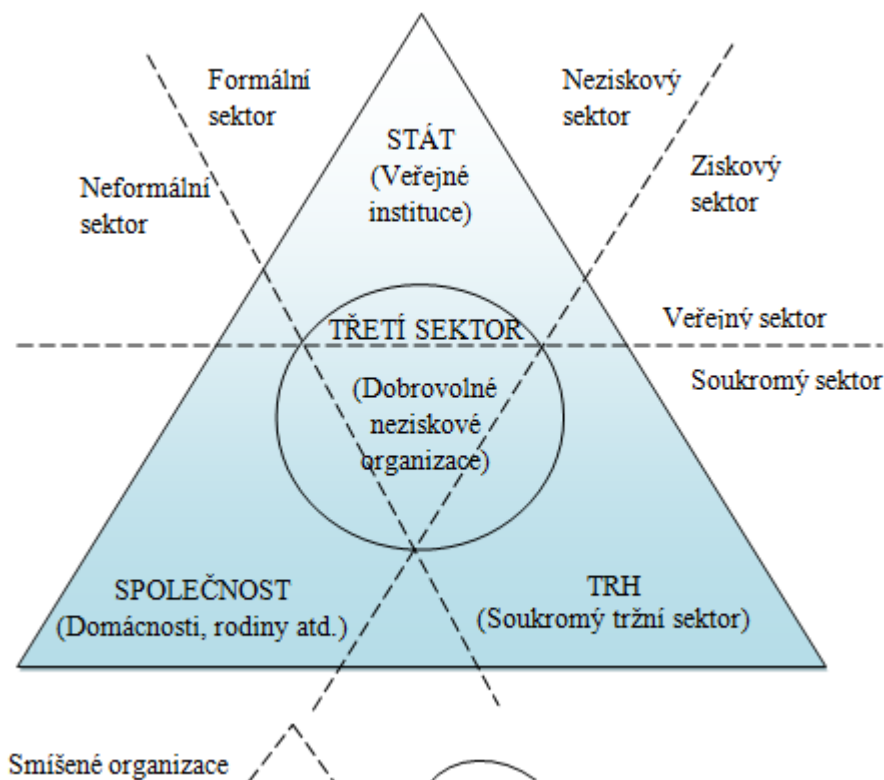 Formální
sektor
Neziskový
sektor
STÁT
(Veřejné
instituce)
Neformální
sektor
Ziskový
sektor
TŘETÍ SEKTOR
Veřejný sektor
Soukromý sektor
(Dobrovolné
neziskové
organizace)
SPOLEČNOST
(Domácnosti, rodiny atd.)
TRH
(Soukromý tržní sektor)
Smíšené organizace